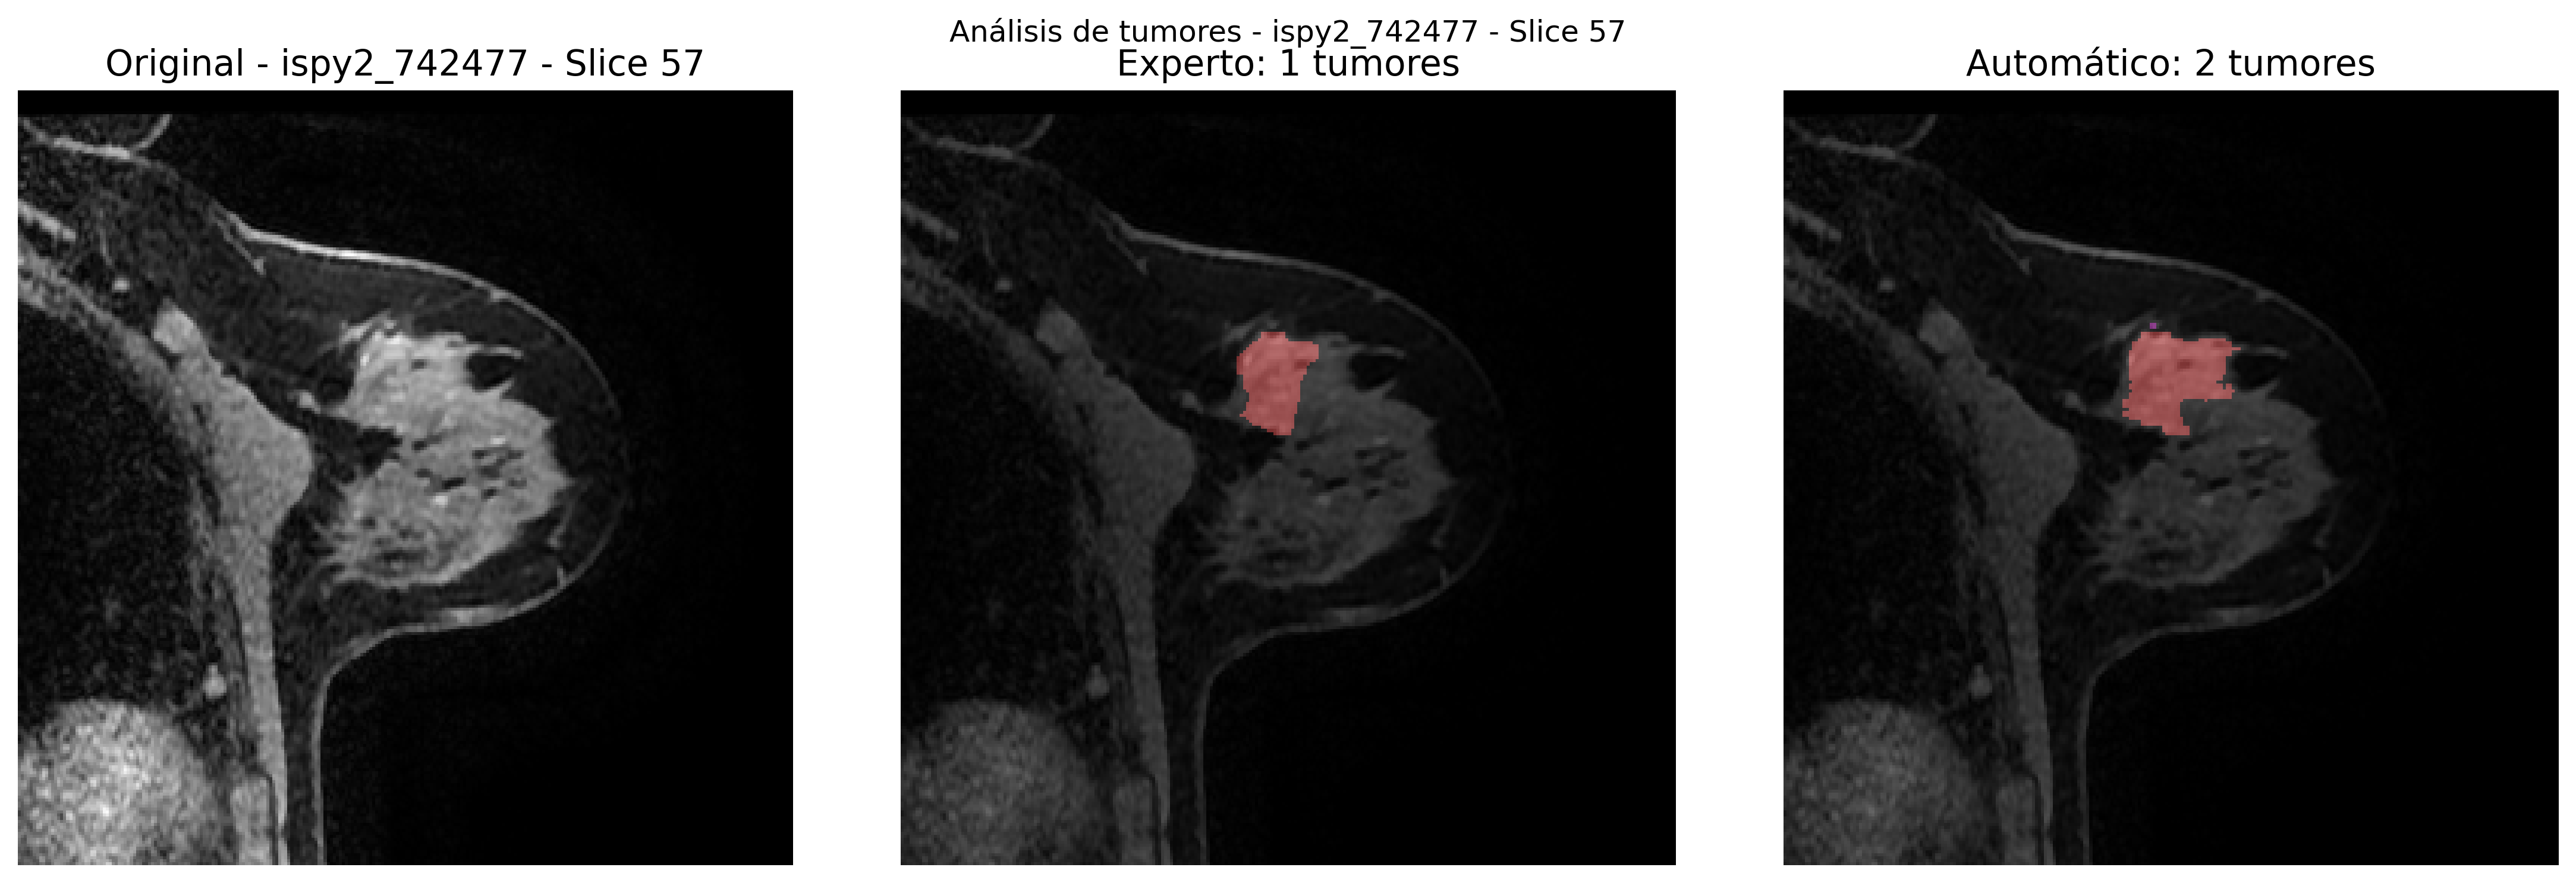 Análisis de tumores - ispy2_742477 - Slice 57
Original - ispy2_742477 - Slice 57
Experto: 1 tumores
Automático: 2 tumores